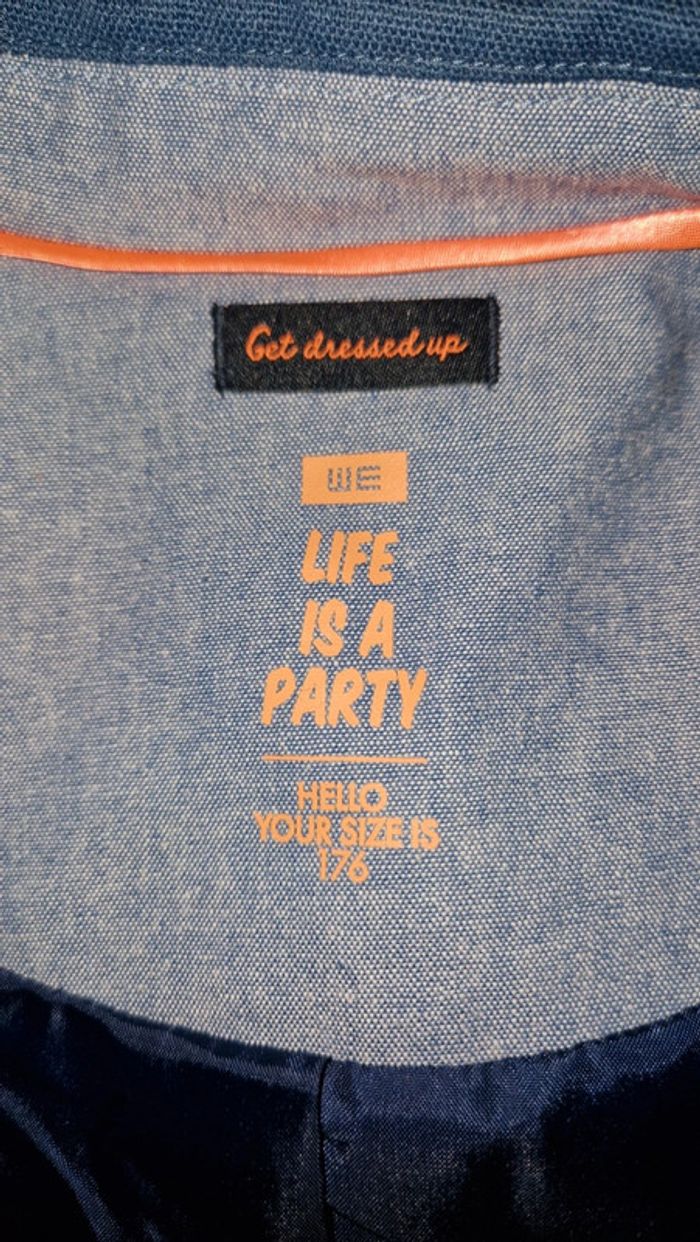 Get dressed up
WE
LIFE
IS A
PARTY
HELLO
YOUR SIZE IS
176